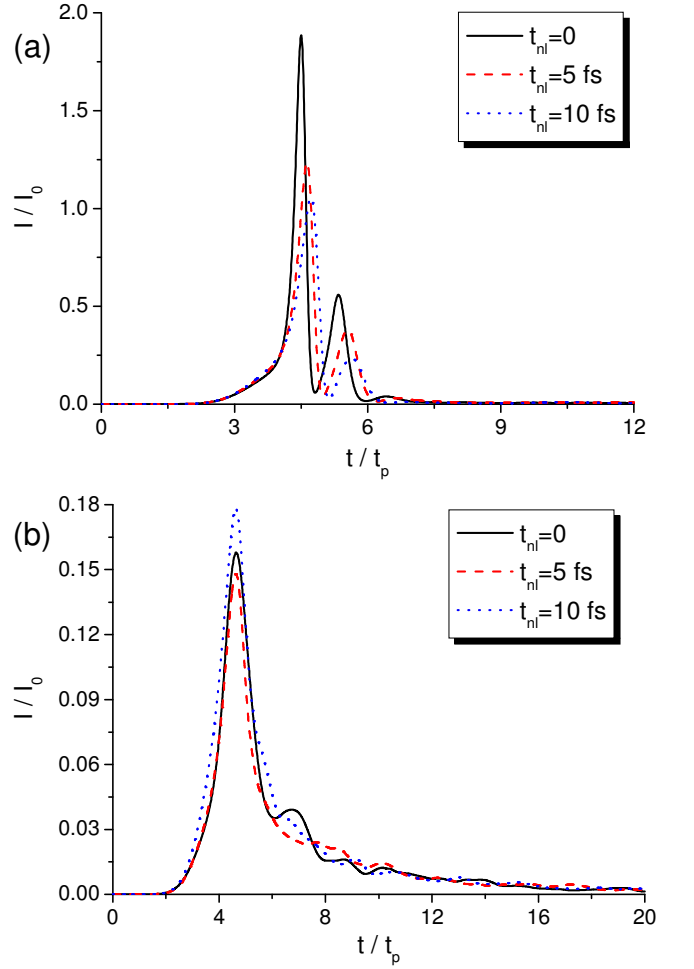 (a)
2.0
1.5
1.0
0.5
0.0
I / I_0
0 3 6 9 12
t / t_p
t_nl=0
t_nl=5 fs
t_nl=10 fs
(b)
0.18
0.15
0.12
0.09
0.06
0.03
0.00
I / I_0
0 4 8 12 16 20
t / t_p
t_nl=0
t_nl=5 fs
t_nl=10 fs